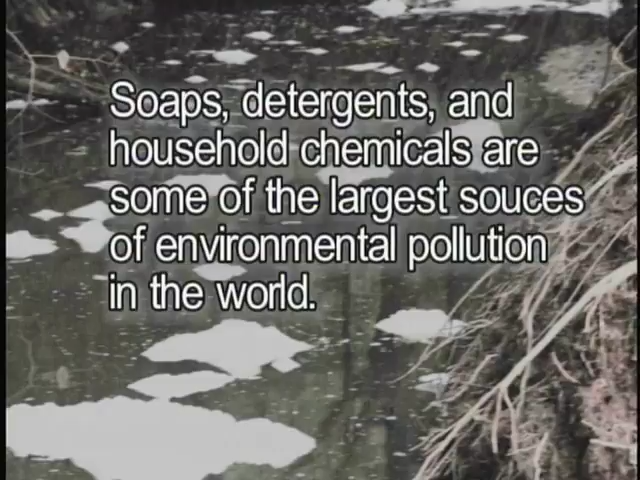 Soaps, detergents, and
household chemicals are
some of the largest souces
of environmental pollution
in the world.